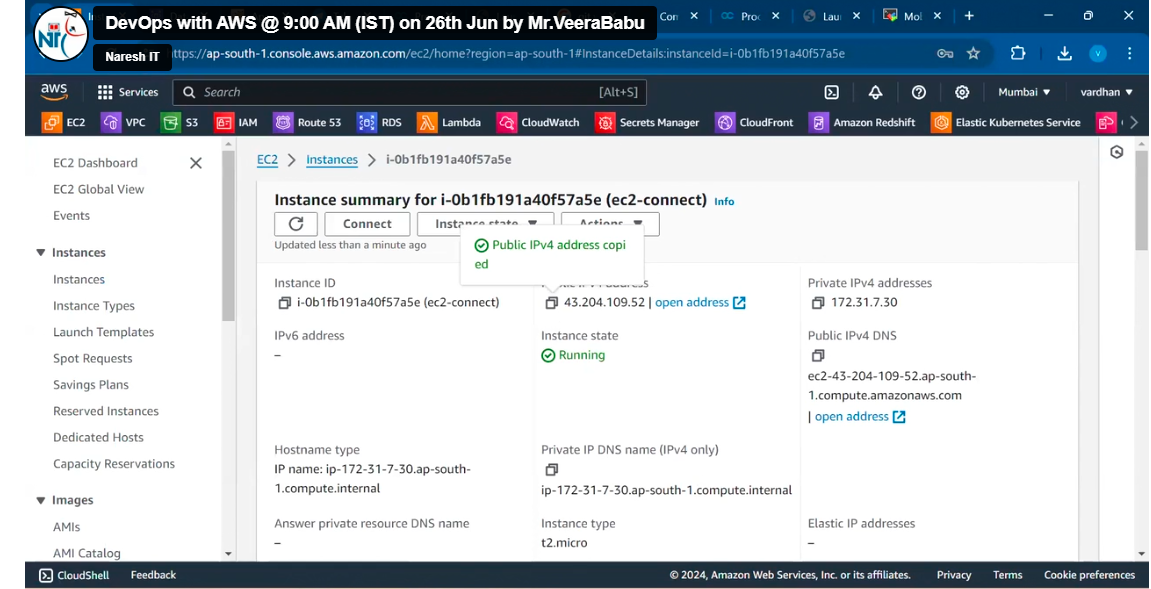 DevOps with AWS @ 9:00 AM (IST) on 26th Jun by Mr.VeeraBabu
Con
Pro
Lau
Mol
NIT
Naresh IT
ttps://ap-south-1.console.aws.amazon.com/ec2/home?region=ap-south-1#InstanceDetails:instanceId=i-0b1fb191a40f57a5e
V
aws
Services
Search
[Alt+S]
Mumbai
vardhan
EC2
VPC
S3
IAM
Route 53
RDS
Lambda
CloudWatch
Secrets Manager
CloudFront
Amazon Redshift
Elastic Kubernetes Service
EC2 Dashboard
EC2 Global View
Events
Instances
Instances
Instance Types
Launch Templates
Spot Requests
Savings Plans
Reserved Instances
Dedicated Hosts
Capacity Reservations
Images
AMIs
AMI Catalog
EC2 > Instances > i-0b1fb191a40f57a5e
Instance summary for i-0b1fb191a40f57a5e (ec2-connect) Info
Connect
Instance state
Actions
Updated less than a minute ago
Public IPv4 address copi
ed
Instance ID
i-0b1fb191a40f57a5e (ec2-connect)
Public IPv4 address
43.204.109.52 | open address
Private IPv4 addresses
172.31.7.30
IPv6 address
–
Instance state
Running
Public IPv4 DNS
ec2-43-204-109-52.ap-south-
1.compute.amazonaws.com
| open address
Hostname type
IP name: ip-172-31-7-30.ap-south-
1.compute.internal
Private IP DNS name (IPv4 only)
ip-172-31-7-30.ap-south-1.compute.internal
Answer private resource DNS name
–
Instance type
t2.micro
Elastic IP addresses
–
CloudShell
Feedback
© 2024, Amazon Web Services, Inc. or its affiliates.
Privacy
Terms
Cookie preferences